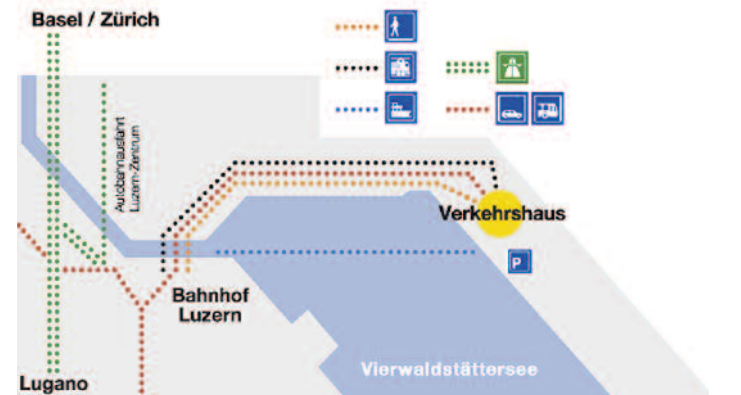 Basel / Zürich
Autobahnausfahrt
Luzern-Zentrum
Verkehrshaus
P
Bahnhof
Luzern
Vierwaldstättersee
Lugano